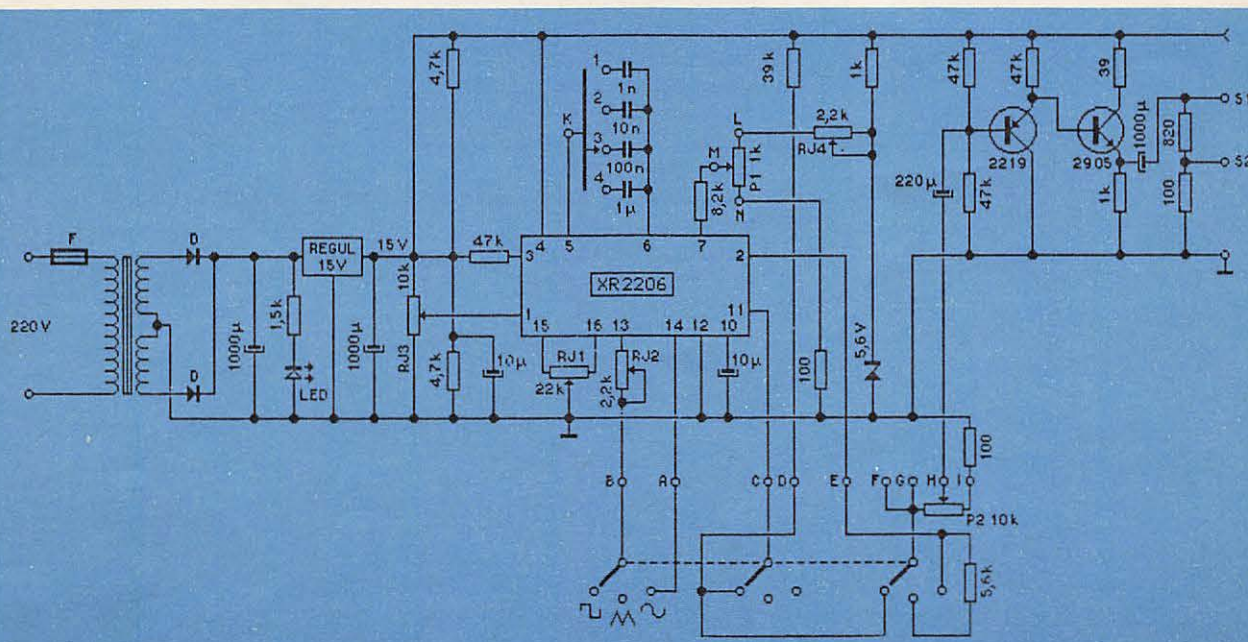 4,7k
1
1n
2
10n
K
3
100n
4
1µ
39k
1k
L
2,2k
RJ4
M
P1 1k
N
8,2k
47k
47k
39
2219
2905
1000µ
820
S1
S2
100
220µ
47k
1k
F
220V
D
D
1000µ
1,5k
LED
REGUL
15V
15V
1000µ
10k
RJ3
47k
4,7k
10µ
3
4
5
6
7
2
XR2206
1
11
15
16
13
14
12
10
RJ1
22k
RJ2
2,2k
10µ
100
5,6V
100
B
A
C
D
E
F
G
H
I
P2 10k
5,6k